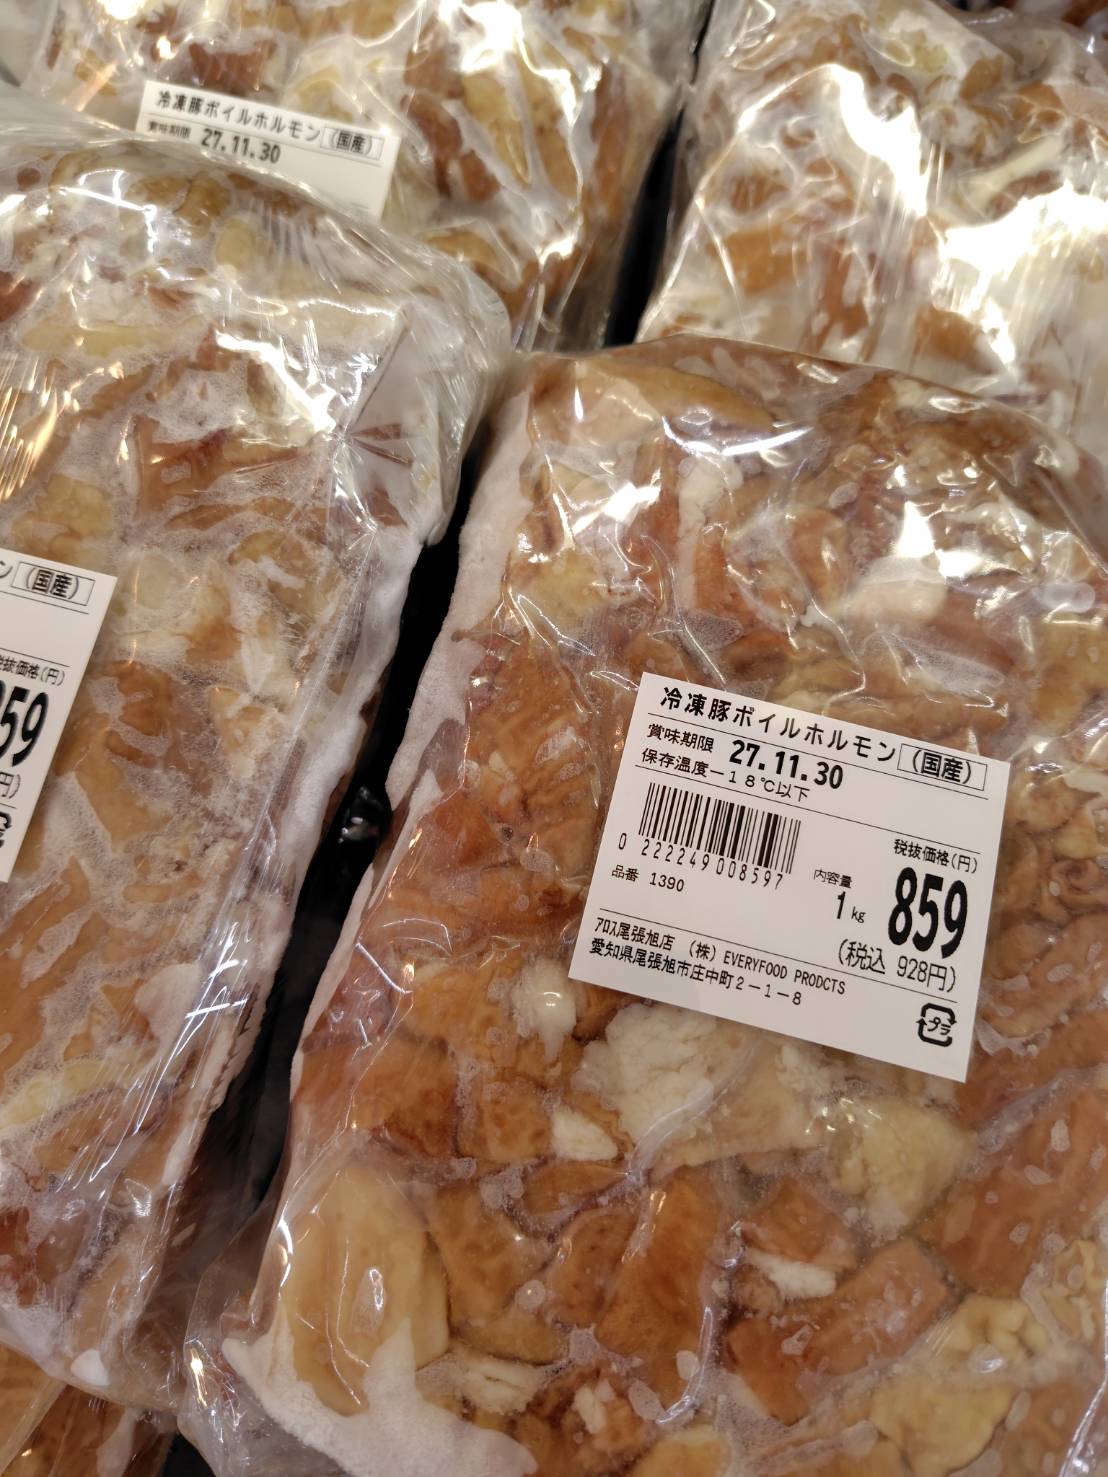 冷凍豚ボイルホルモン(国産)
賞味期限 27.11.30
ン(国産)
税抜価格(円)
859
円)
冷凍豚ボイルホルモン(国産)
賞味期限 27.11.30
保存温度-18℃以下
0 222249 008597
品番 1390
内容量
1kg
税抜価格(円)
859
(税込 928円)
アロス尾張旭店 (株) EVERYFOOD PRODCTS
愛知県尾張旭市庄中町2-1-8
プラ